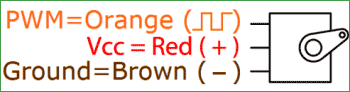 PWM=Orange (⎍⎍)
Vcc = Red (+)
Ground=Brown (−)